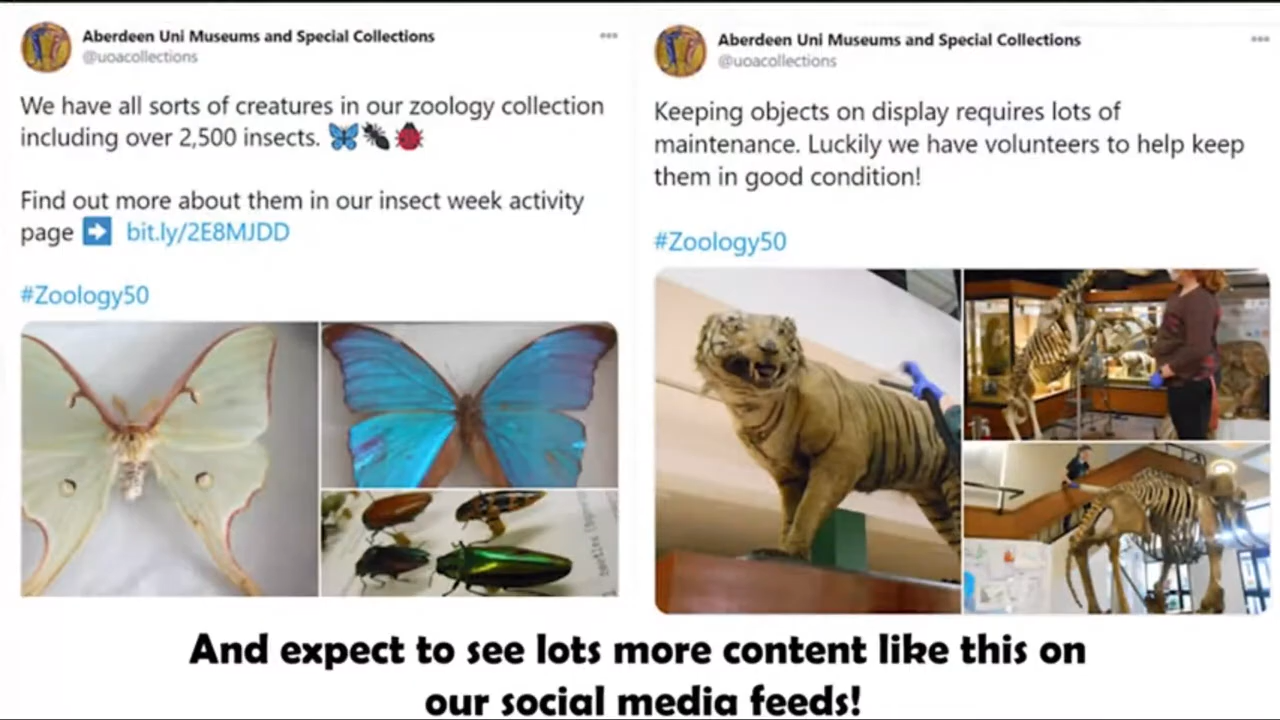 Aberdeen Uni Museums and Special Collections
@uoacollections
We have all sorts of creatures in our zoology collection
including over 2,500 insects. 🦋🐜🐞
Find out more about them in our insect week activity
page ➡️ bit.ly/2E8MJDD
#Zoology50
Aberdeen Uni Museums and Special Collections
@uoacollections
Keeping objects on display requires lots of
maintenance. Luckily we have volunteers to help keep
them in good condition!
#Zoology50
And expect to see lots more content like this on
our social media feeds!